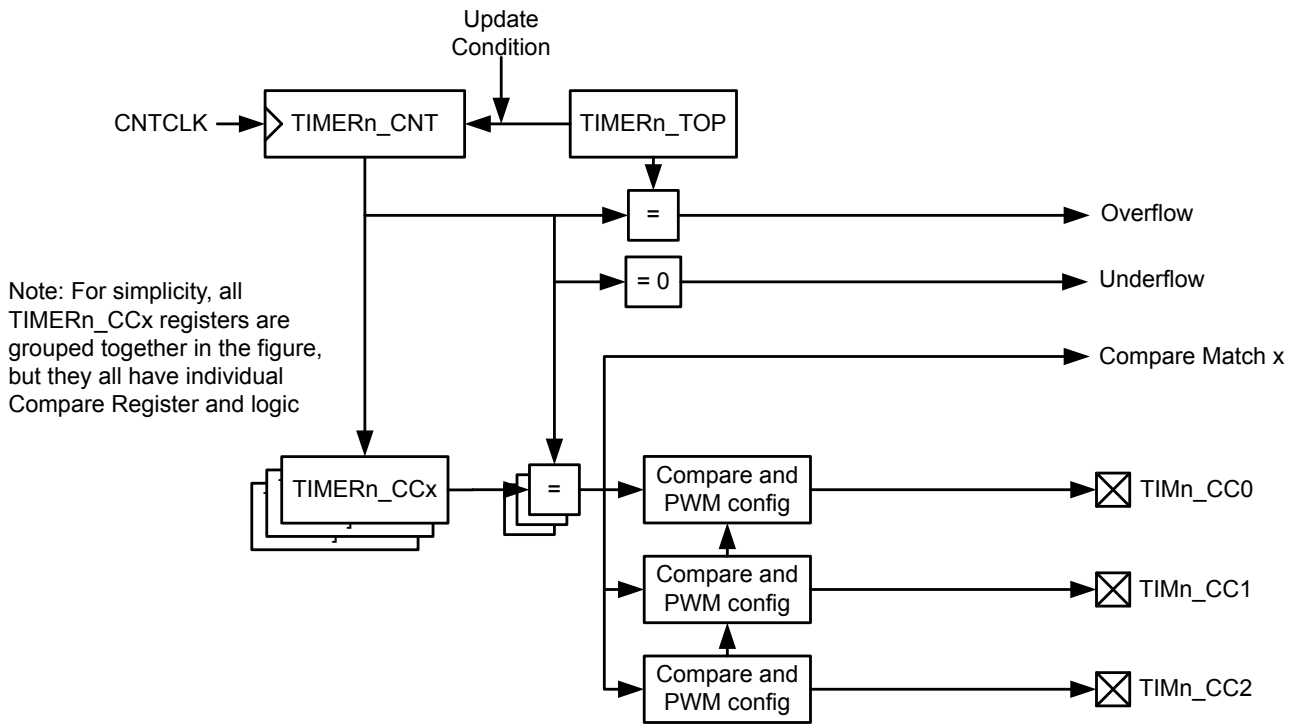 Update
Condition
CNTCLK
TIMERn_CNT
TIMERn_TOP
=
Overflow
= 0
Underflow
Note: For simplicity, all
TIMERn_CCx registers are
grouped together in the figure,
but they all have individual
Compare Register and logic
Compare Match x
TIMERn_CCx
=
Compare and
PWM config
TIMn_CC0
Compare and
PWM config
TIMn_CC1
Compare and
PWM config
TIMn_CC2